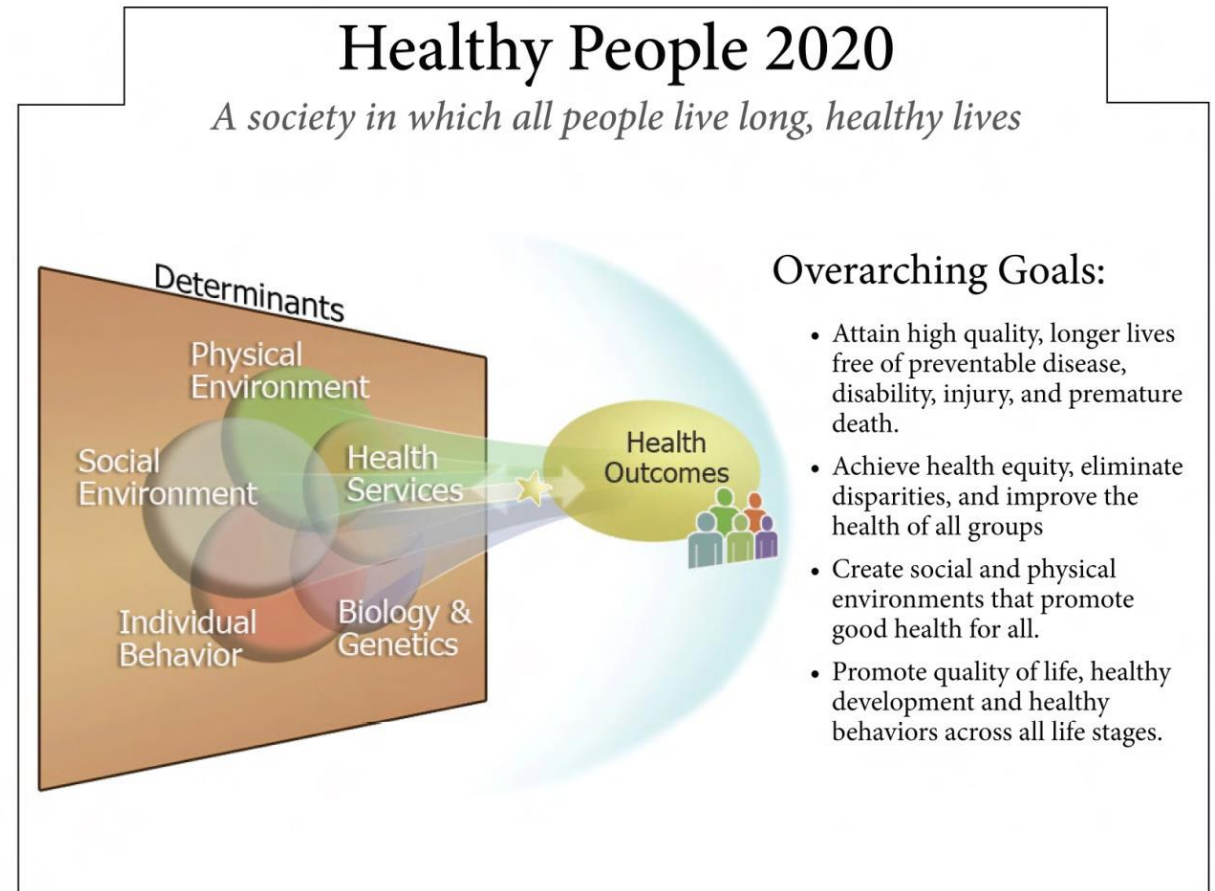 Healthy People 2020
A society in which all people live long, healthy lives
Determinants
Physical
Environment
Social
Environment
Health
Services
Individual
Behavior
Biology &
Genetics
Health
Outcomes
Overarching Goals:
• Attain high quality, longer lives
free of preventable disease,
disability, injury, and premature
death.
• Achieve health equity, eliminate
disparities, and improve the
health of all groups
• Create social and physical
environments that promote
good health for all.
• Promote quality of life, healthy
development and healthy
behaviors across all life stages.